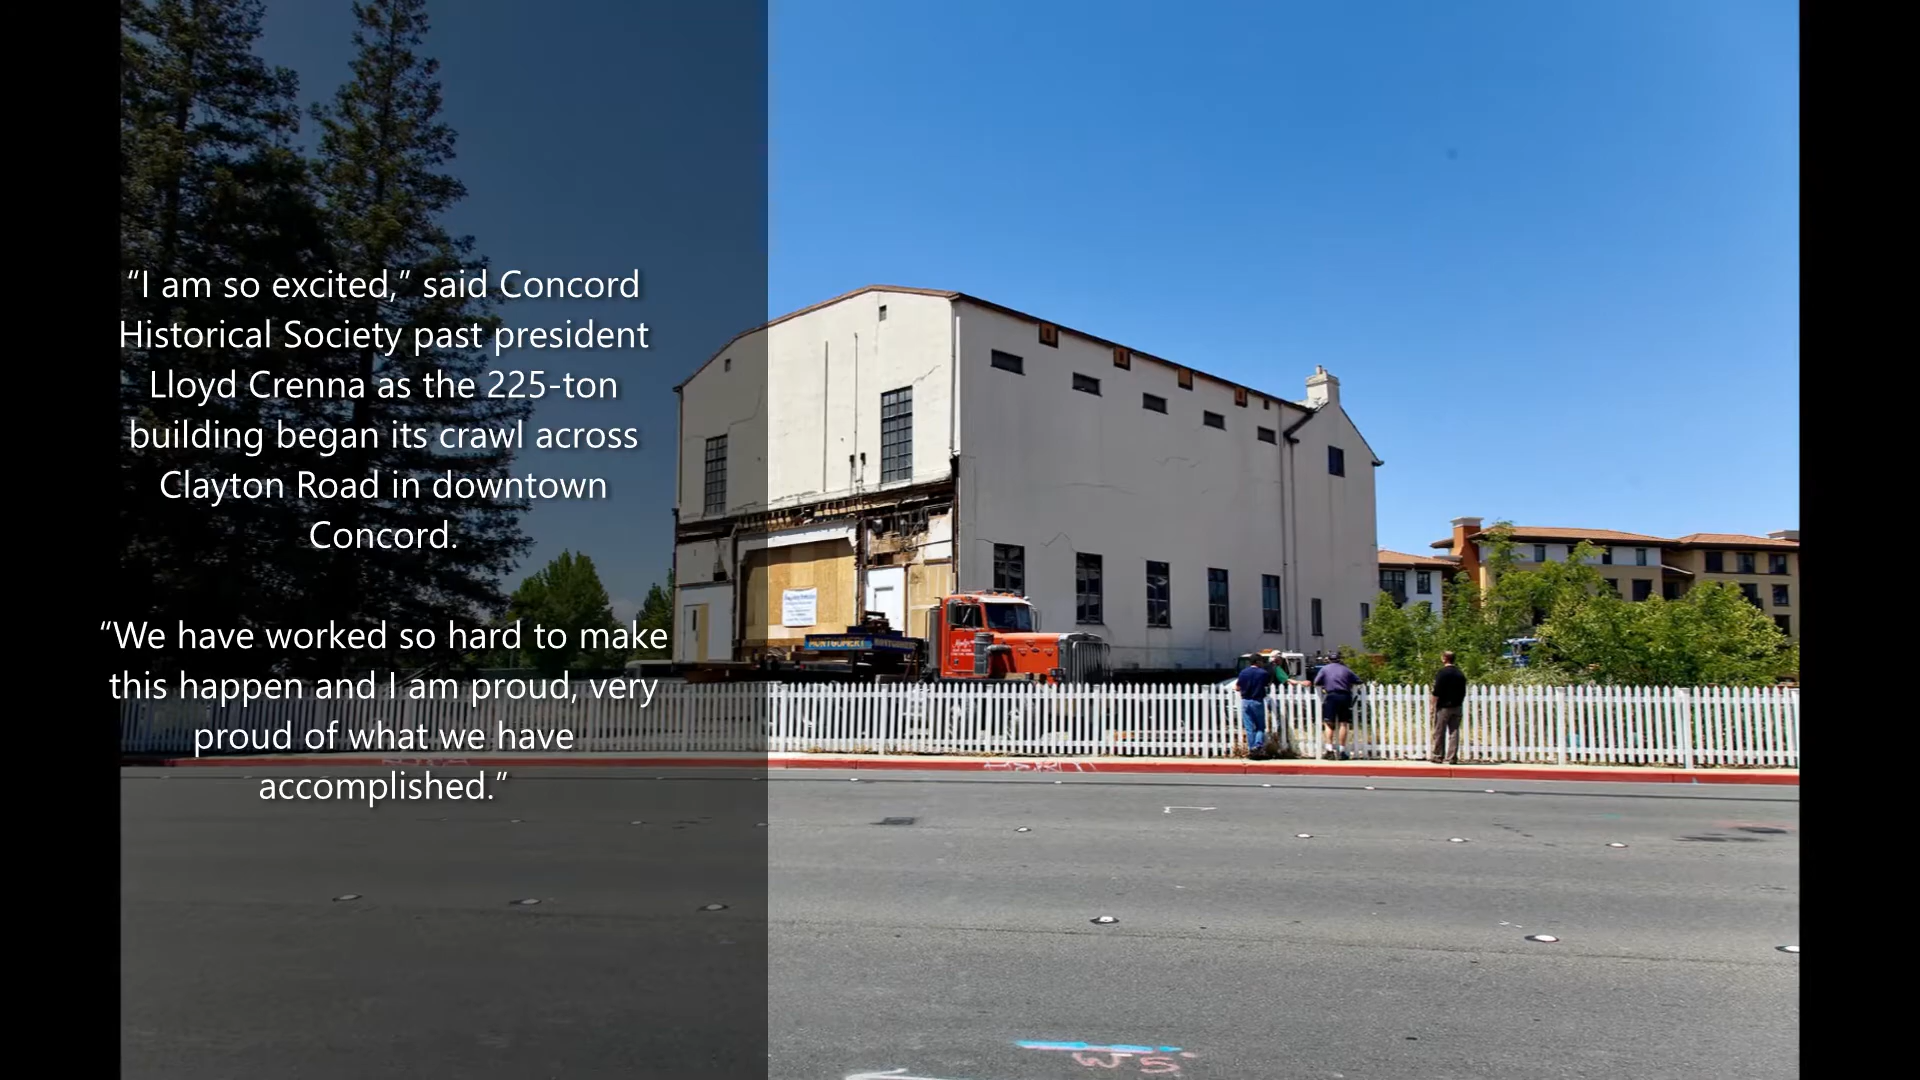 “I am so excited,” said Concord
Historical Society past president
Lloyd Crenna as the 225-ton
building began its crawl across
Clayton Road in downtown
Concord.
“We have worked so hard to make
this happen and I am proud, very
proud of what we have
accomplished.”
MONTGOMERY
WS